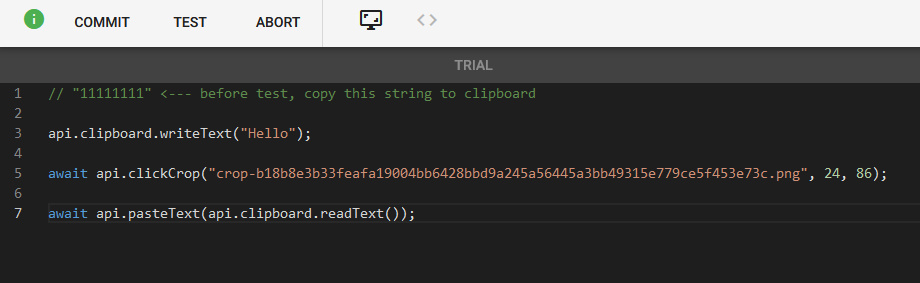 COMMIT TEST ABORT
TRIAL
1 // "11111111" <--- before test, copy this string to clipboard
2
3 api.clipboard.writeText("Hello");
4
5 await api.clickCrop("crop-b18b8e3b33feafa19004bb6428bbd9a245a56445a3bb49315e779ce5f453e73c.png", 24, 86);
6
7 await api.pasteText(api.clipboard.readText());